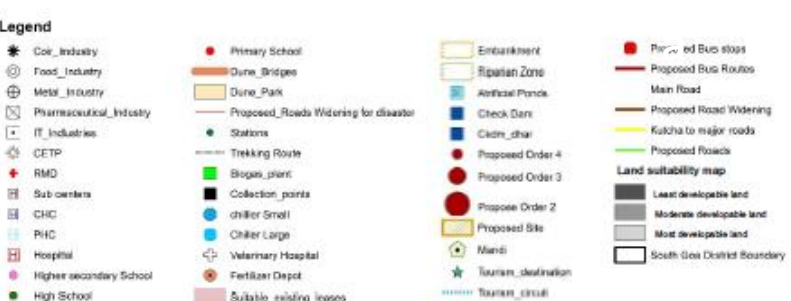 Legend
Coir_Industry
Food_Industry
Metal_Industry
Pharmaceutical_Industry
IT_Industries
CETP
RMD
Sub centers
CHC
PHC
Hospital
Higher secondary School
High School
Primary School
Dune_Bridges
Dune_Park
Proposed_Roads Widening for disaster
Stations
Trekking Route
Biogas_plant
Collection_points
chiller Small
Chiller Large
Veterinary Hospital
Fertilizer Depot
Suitable_existing_leases
Embankment
Riparian Zone
Atrificial Ponds
Check Dam
Proposed Order 4
Proposed Order 3
Propose Order 2
Proposed Site
Mandi
Tourism_destination
Tourism_circuit
Bus stops
Proposed Bus Routes
Main Road
Proposed Road Widening
Kutcha to major roads
Proposed Roads
Land suitability map
Least developable land
Moderate developable land
Most developable land
South Goa District Boundary